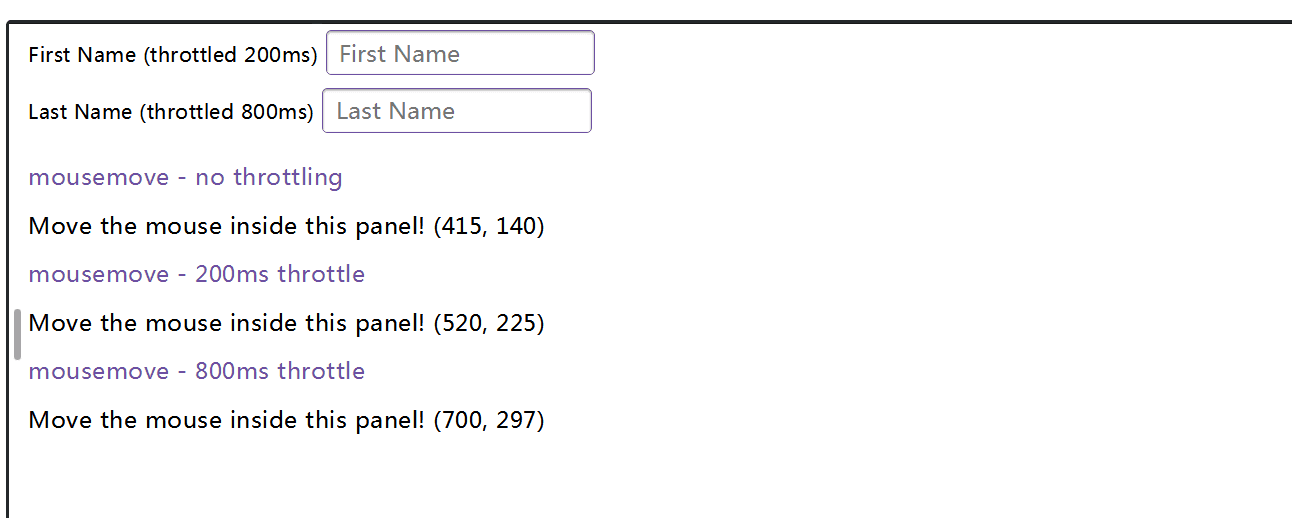 First Name (throttled 200ms) First Name
Last Name (throttled 800ms) Last Name
mousemove - no throttling
Move the mouse inside this panel! (415, 140)
mousemove - 200ms throttle
Move the mouse inside this panel! (520, 225)
mousemove - 800ms throttle
Move the mouse inside this panel! (700, 297)